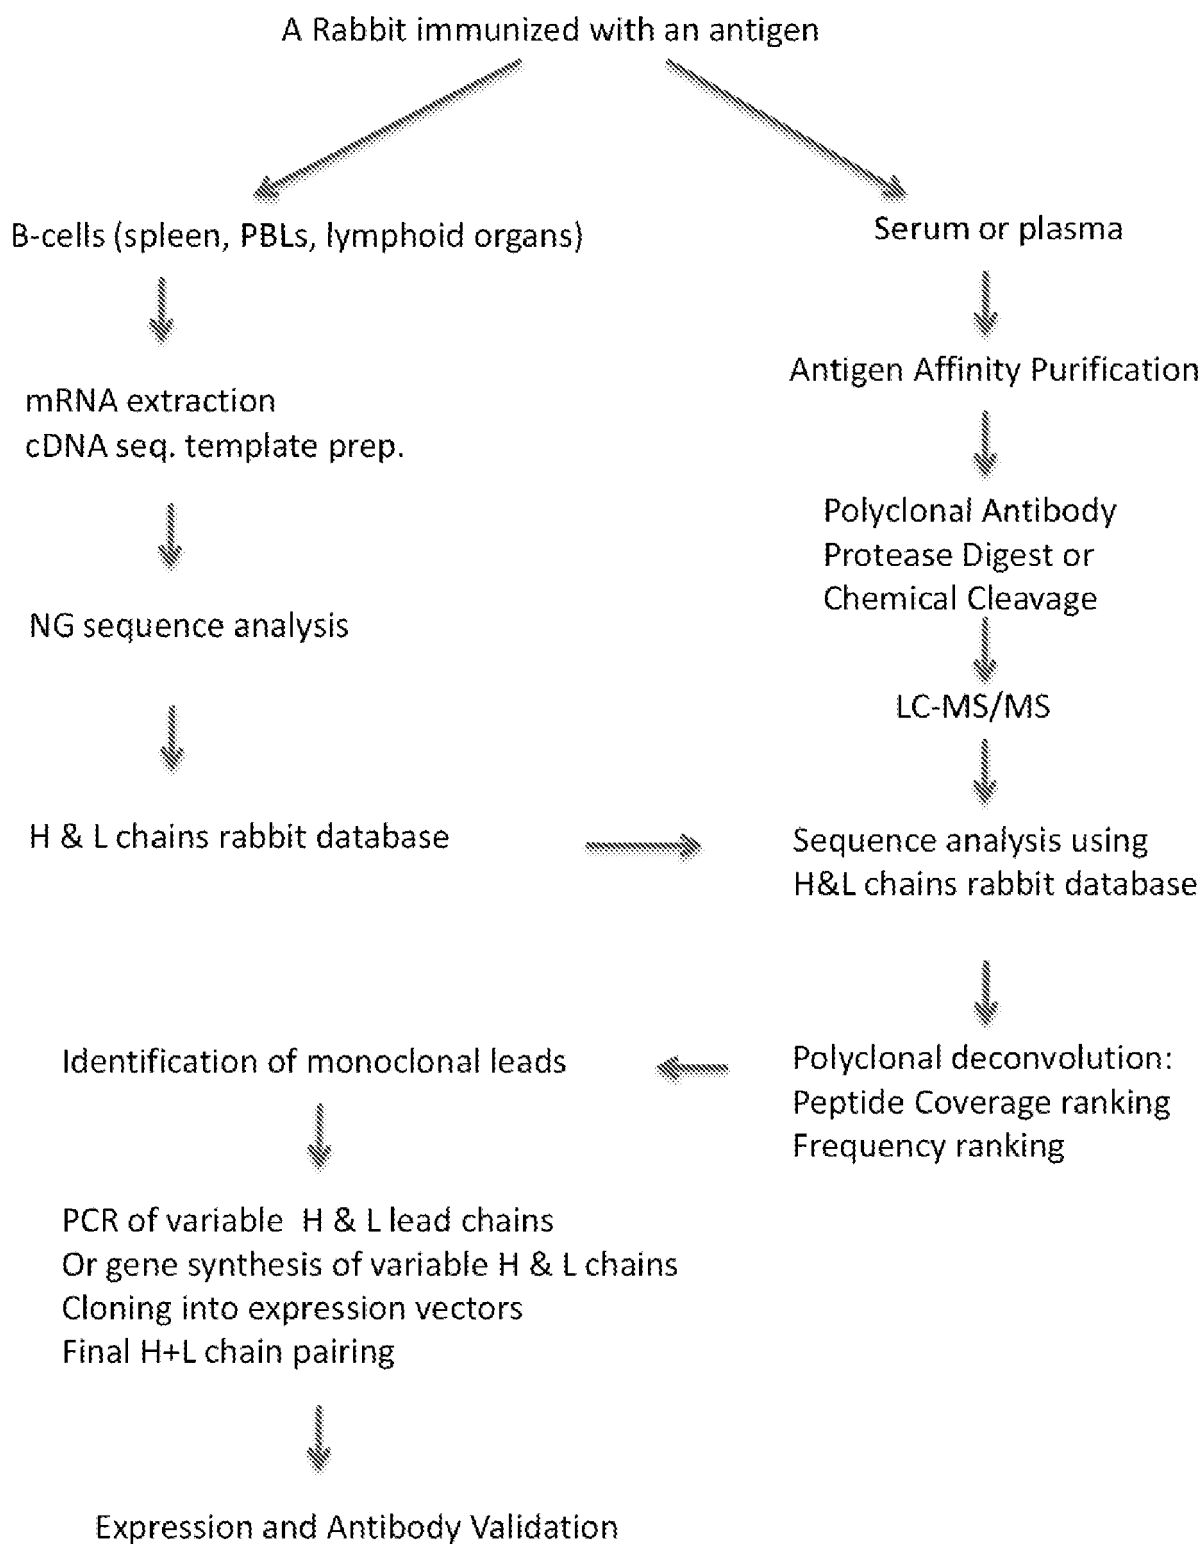 A Rabbit immunized with an antigen
B-cells (spleen, PBLs, lymphoid organs)
Serum or plasma
mRNA extraction
cDNA seq. template prep.
Antigen Affinity Purification
NG sequence analysis
Polyclonal Antibody
Protease Digest or
Chemical Cleavage
LC-MS/MS
H & L chains rabbit database
Sequence analysis using
H&L chains rabbit database
Polyclonal deconvolution:
Peptide Coverage ranking
Frequency ranking
Identification of monoclonal leads
PCR of variable H & L lead chains
Or gene synthesis of variable H & L chains
Cloning into expression vectors
Final H+L chain pairing
Expression and Antibody Validation